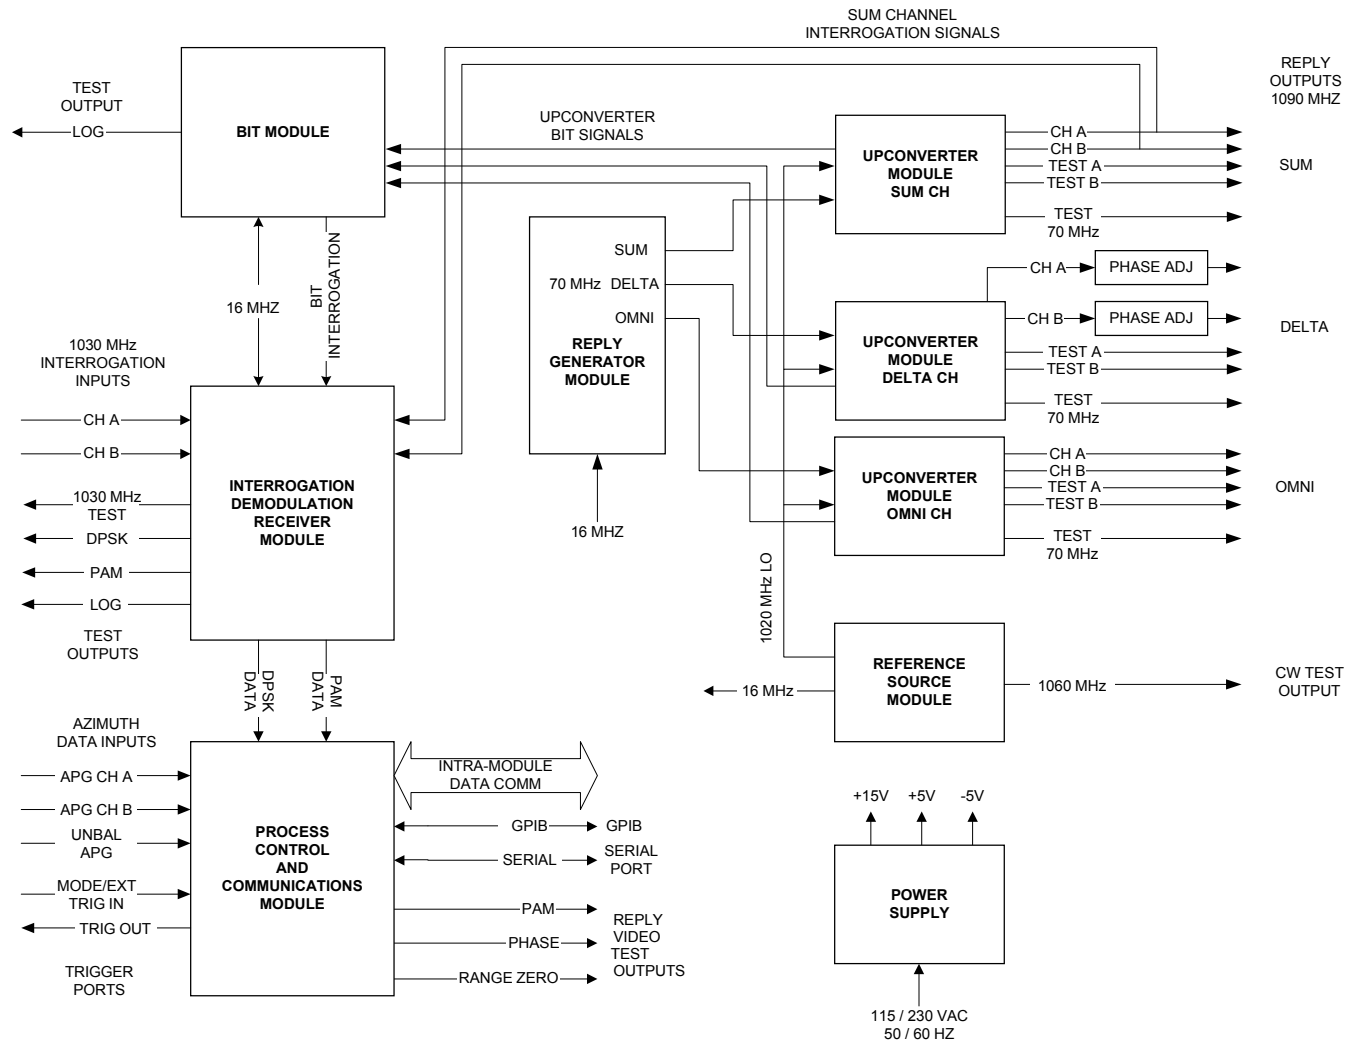 SUM CHANNEL
INTERROGATION SIGNALS
REPLY
OUTPUTS
1090 MHZ
TEST
OUTPUT
LOG
BIT MODULE
UPCONVERTER
BIT SIGNALS
UPCONVERTER
MODULE
SUM CH
CH A
CH B
TEST A
TEST B
TEST
70 MHz
SUM
16 MHZ
BIT
INTERROGATION
SUM
70 MHz DELTA
OMNI
REPLY
GENERATOR
MODULE
16 MHZ
CH A
PHASE ADJ
CH B
PHASE ADJ
UPCONVERTER
MODULE
DELTA CH
TEST A
TEST B
TEST
70 MHz
DELTA
1030 MHz
INTERROGATION
INPUTS
CH A
CH B
1030 MHz
TEST
DPSK
PAM
LOG
TEST
OUTPUTS
INTERROGATION
DEMODULATION
RECEIVER
MODULE
UPCONVERTER
MODULE
OMNI CH
CH A
CH B
TEST A
TEST B
TEST
70 MHz
OMNI
1020 MHz LO
REFERENCE
SOURCE
MODULE
16 MHz
1060 MHz
CW TEST
OUTPUT
DPSK
DATA
PAM
DATA
AZIMUTH
DATA INPUTS
APG CH A
APG CH B
UNBAL
APG
MODE/EXT
TRIG IN
TRIG OUT
TRIGGER
PORTS
PROCESS
CONTROL
AND
COMMUNICATIONS
MODULE
INTRA-MODULE
DATA COMM
GPIB
GPIB
SERIAL
SERIAL
PORT
PAM
PHASE
RANGE ZERO
REPLY
VIDEO
TEST
OUTPUTS
+15V
+5V
-5V
POWER
SUPPLY
115 / 230 VAC
50 / 60 HZ